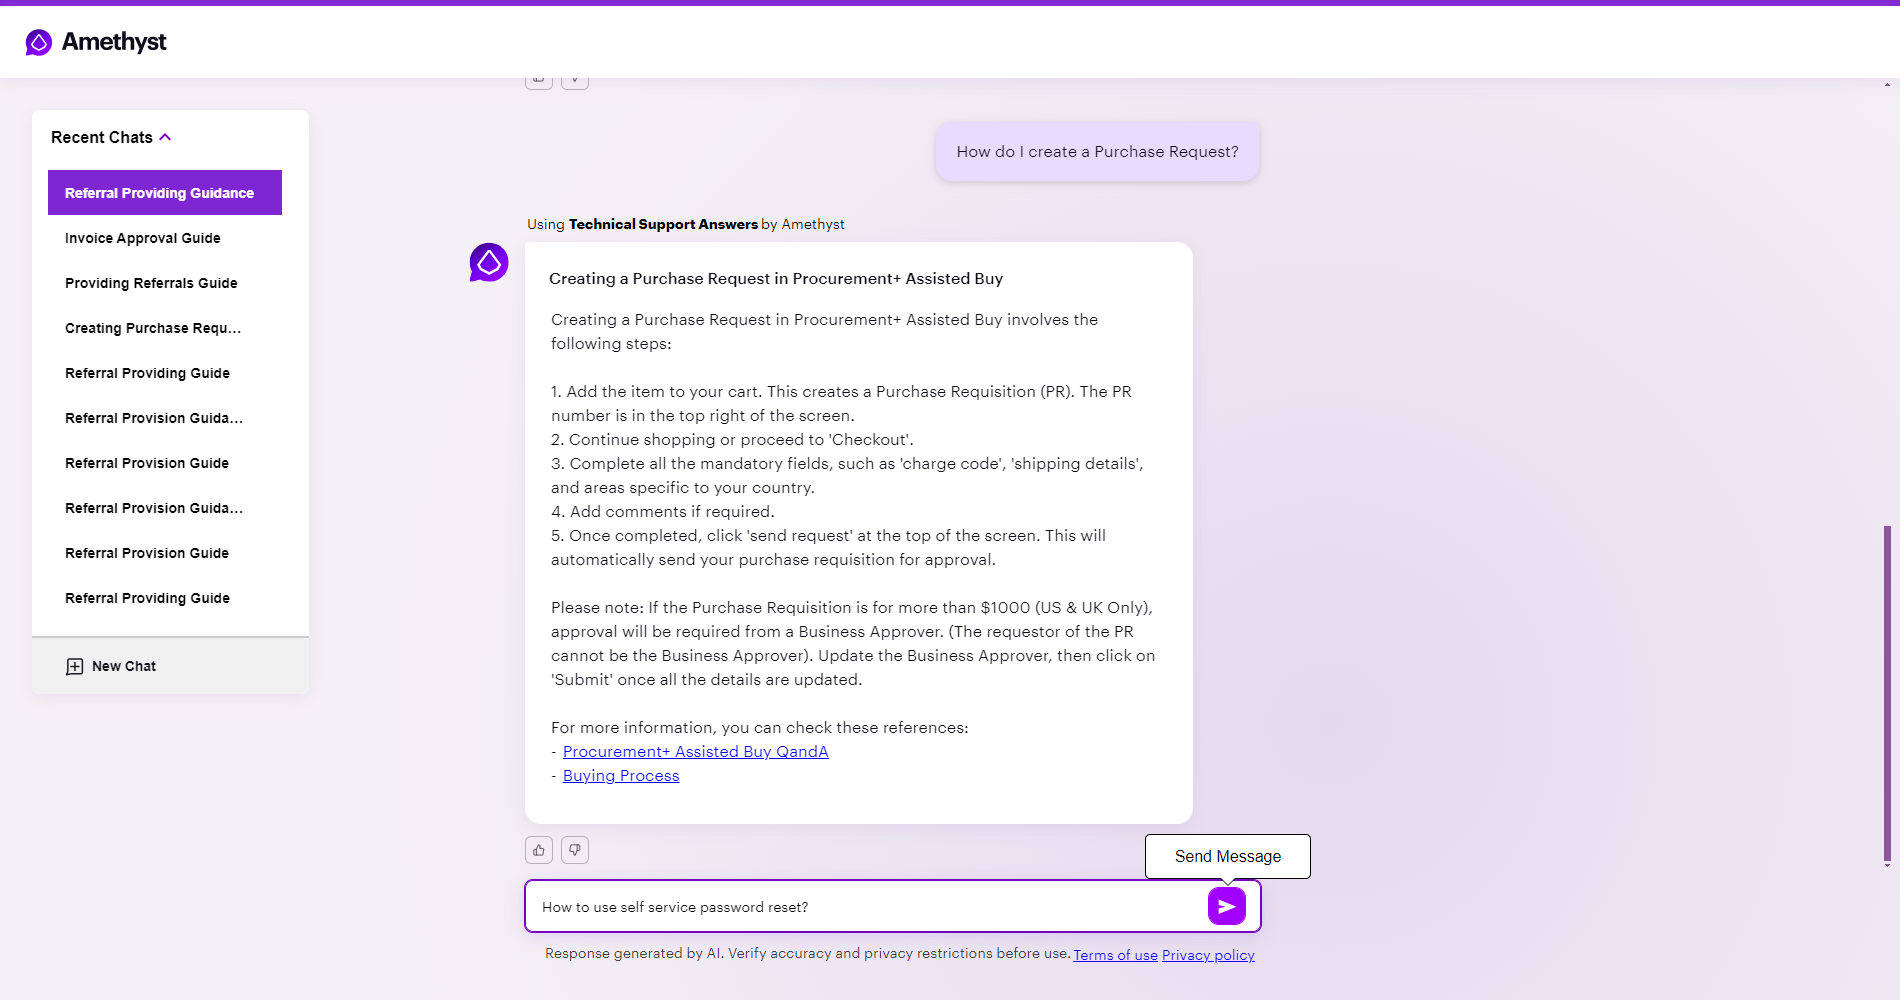 Amethyst
Recent Chats
Referral Providing Guidance
Invoice Approval Guide
Providing Referrals Guide
Creating Purchase Requ...
Referral Providing Guide
Referral Provision Guida...
Referral Provision Guide
Referral Provision Guida...
Referral Provision Guide
Referral Providing Guide
New Chat
How do I create a Purchase Request?
Using Technical Support Answers by Amethyst
Creating a Purchase Request in Procurement+ Assisted Buy
Creating a Purchase Request in Procurement+ Assisted Buy involves the
following steps:
1. Add the item to your cart. This creates a Purchase Requisition (PR). The PR
number is in the top right of the screen.
2. Continue shopping or proceed to 'Checkout'.
3. Complete all the mandatory fields, such as 'charge code', 'shipping details',
and areas specific to your country.
4. Add comments if required.
5. Once completed, click 'send request' at the top of the screen. This will
automatically send your purchase requisition for approval.
Please note: If the Purchase Requisition is for more than $1000 (US & UK Only),
approval will be required from a Business Approver. (The requestor of the PR
cannot be the Business Approver). Update the Business Approver, then click on
'Submit' once all the details are updated.
For more information, you can check these references:
- Procurement+ Assisted Buy QandA
- Buying Process
Send Message
How to use self service password reset?
Response generated by AI. Verify accuracy and privacy restrictions before use. Terms of use Privacy policy